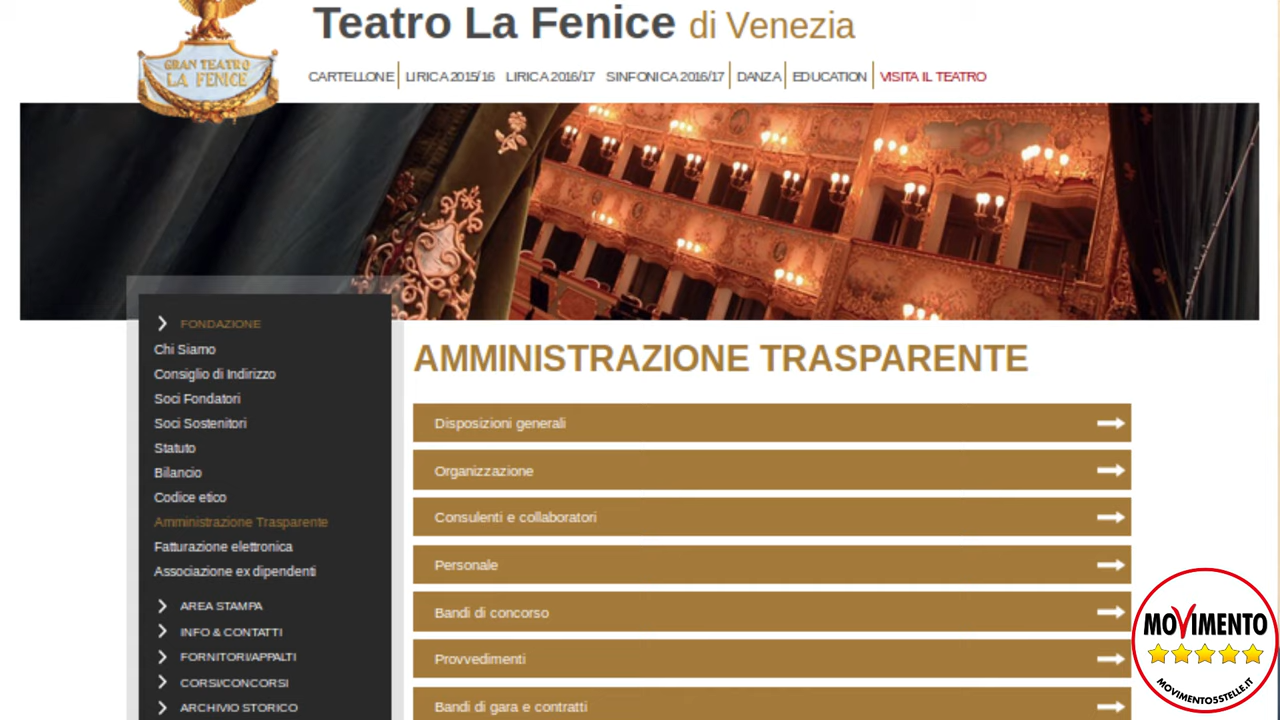 Teatro La Fenice di Venezia
GRAN TEATRO
LA FENICE
CARTELLONE LIRICA 2015/16 LIRICA 2016/17 SINFONICA 2016/17 DANZA EDUCATION VISITA IL TEATRO
FONDAZIONE
Chi Siamo
Consiglio di Indirizzo
Soci Fondatori
Soci Sostenitori
Statuto
Bilancio
Codice etico
Amministrazione Trasparente
Fatturazione elettronica
Associazione ex dipendenti
AREA STAMPA
INFO & CONTATTI
FORNITORI/APPALTI
CORSI/CONCORSI
ARCHIVIO STORICO
AMMINISTRAZIONE TRASPARENTE
Disposizioni generali
Organizzazione
Consulenti e collaboratori
Personale
Bandi di concorso
Provvedimenti
Bandi di gara e contratti
MOVIMENTO
MOVIMENTO5STELLE.IT